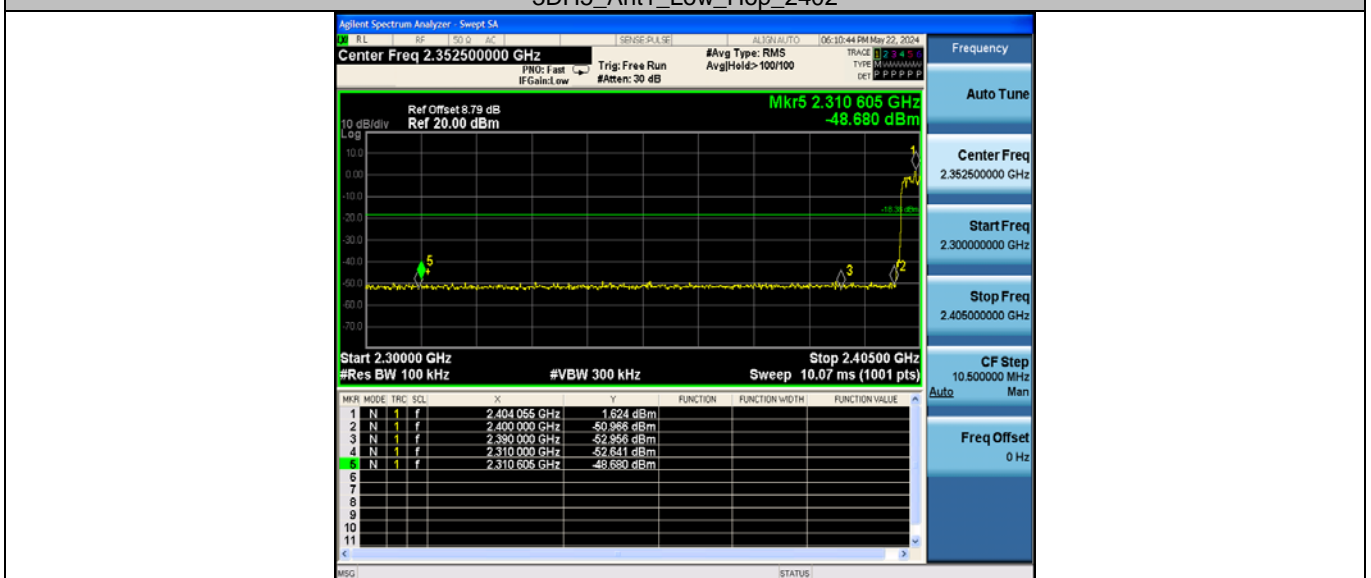 3DH5_Ant1_Low_Hop_2402
Agilent Spectrum Analyzer - Swept SA
RL RF 50 Ω AC SENSE:PULSE ALIGN AUTO 06:10:44 PM May 22, 2024
Center Freq 2.352500000 GHz
PNO: Fast
IFGain:Low
Trig: Free Run
#Atten: 30 dB
#Avg Type: RMS
Avg|Hold:> 100/100
TRACE 1 2 3 4 5 6
TYPE M
DET P P P P P P
Frequency
Auto Tune
Center Freq
2.352500000 GHz
Start Freq
2.300000000 GHz
Stop Freq
2.405000000 GHz
CF Step
10.500000 MHz
Auto Man
Freq Offset
0 Hz
Mkr5 2.310 605 GHz
-48.680 dBm
Ref Offset 8.79 dB
10 dB/div Ref 20.00 dBm
Log
10.0
0.00
-10.0
-20.0
-30.0
-40.0
-50.0
-60.0
-70.0
1
5
3
2
Start 2.30000 GHz Stop 2.40500 GHz
#Res BW 100 kHz #VBW 300 kHz Sweep 10.07 ms (1001 pts)
MKR MODE TRC SCL X Y FUNCTION FUNCTION WIDTH FUNCTION VALUE
1 N 1 f 2.404 055 GHz 1.624 dBm
2 N 1 f 2.400 000 GHz -50.966 dBm
3 N 1 f 2.390 000 GHz -52.956 dBm
4 N 1 f 2.310 000 GHz -52.641 dBm
5 N 1 f 2.310 605 GHz -48.680 dBm
6
7
8
9
10
11
MSG STATUS